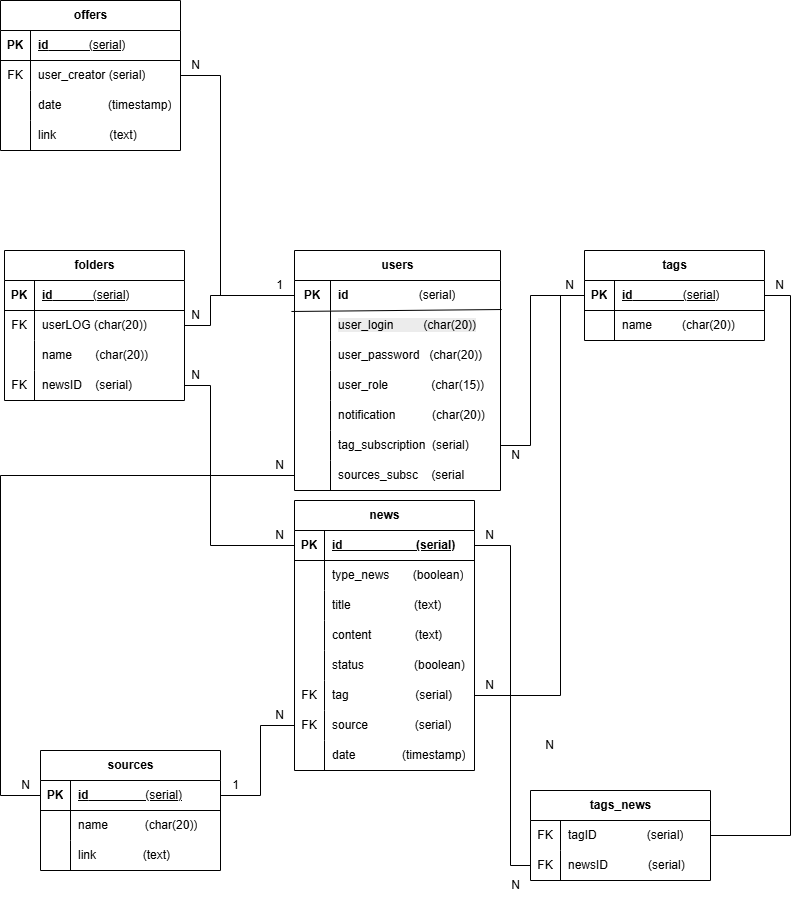 offers
PK id (serial)
N
FK user_creator (serial)
date (timestamp)
link (text)
folders
PK id (serial)
FK userLOG (char(20))
name (char(20))
FK newsID (serial)
N
N
1
users
PK id (serial)
user_login (char(20))
user_password (char(20))
user_role (char(15))
notification (char(20))
tag_subscription (serial)
sources_subsc (serial
N
N
N
tags
PK id (serial)
name (char(20))
N
news
PK id (serial)
type_news (boolean)
title (text)
content (text)
status (boolean)
FK tag (serial)
FK source (serial)
date (timestamp)
N
N
N
N
N
sources
PK id (serial)
name (char(20))
link (text)
N
1
tags_news
FK tagID (serial)
FK newsID (serial)
N